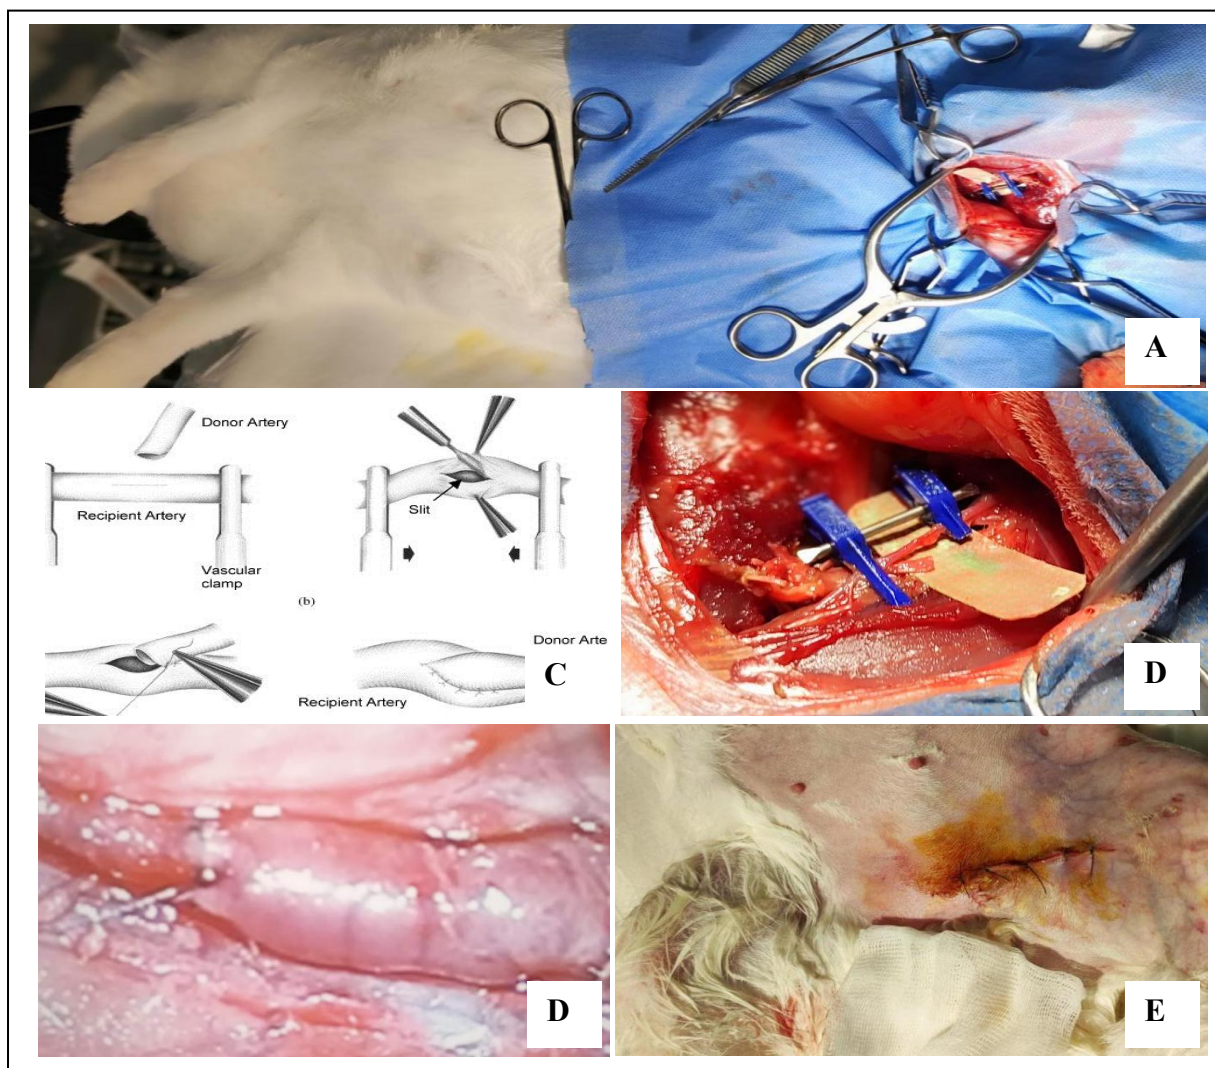 A
Donor Artery
Recipient Artery
Slit
Vascular
clamp
(b)
Donor Arte
C
Recipient Artery
D
D
E